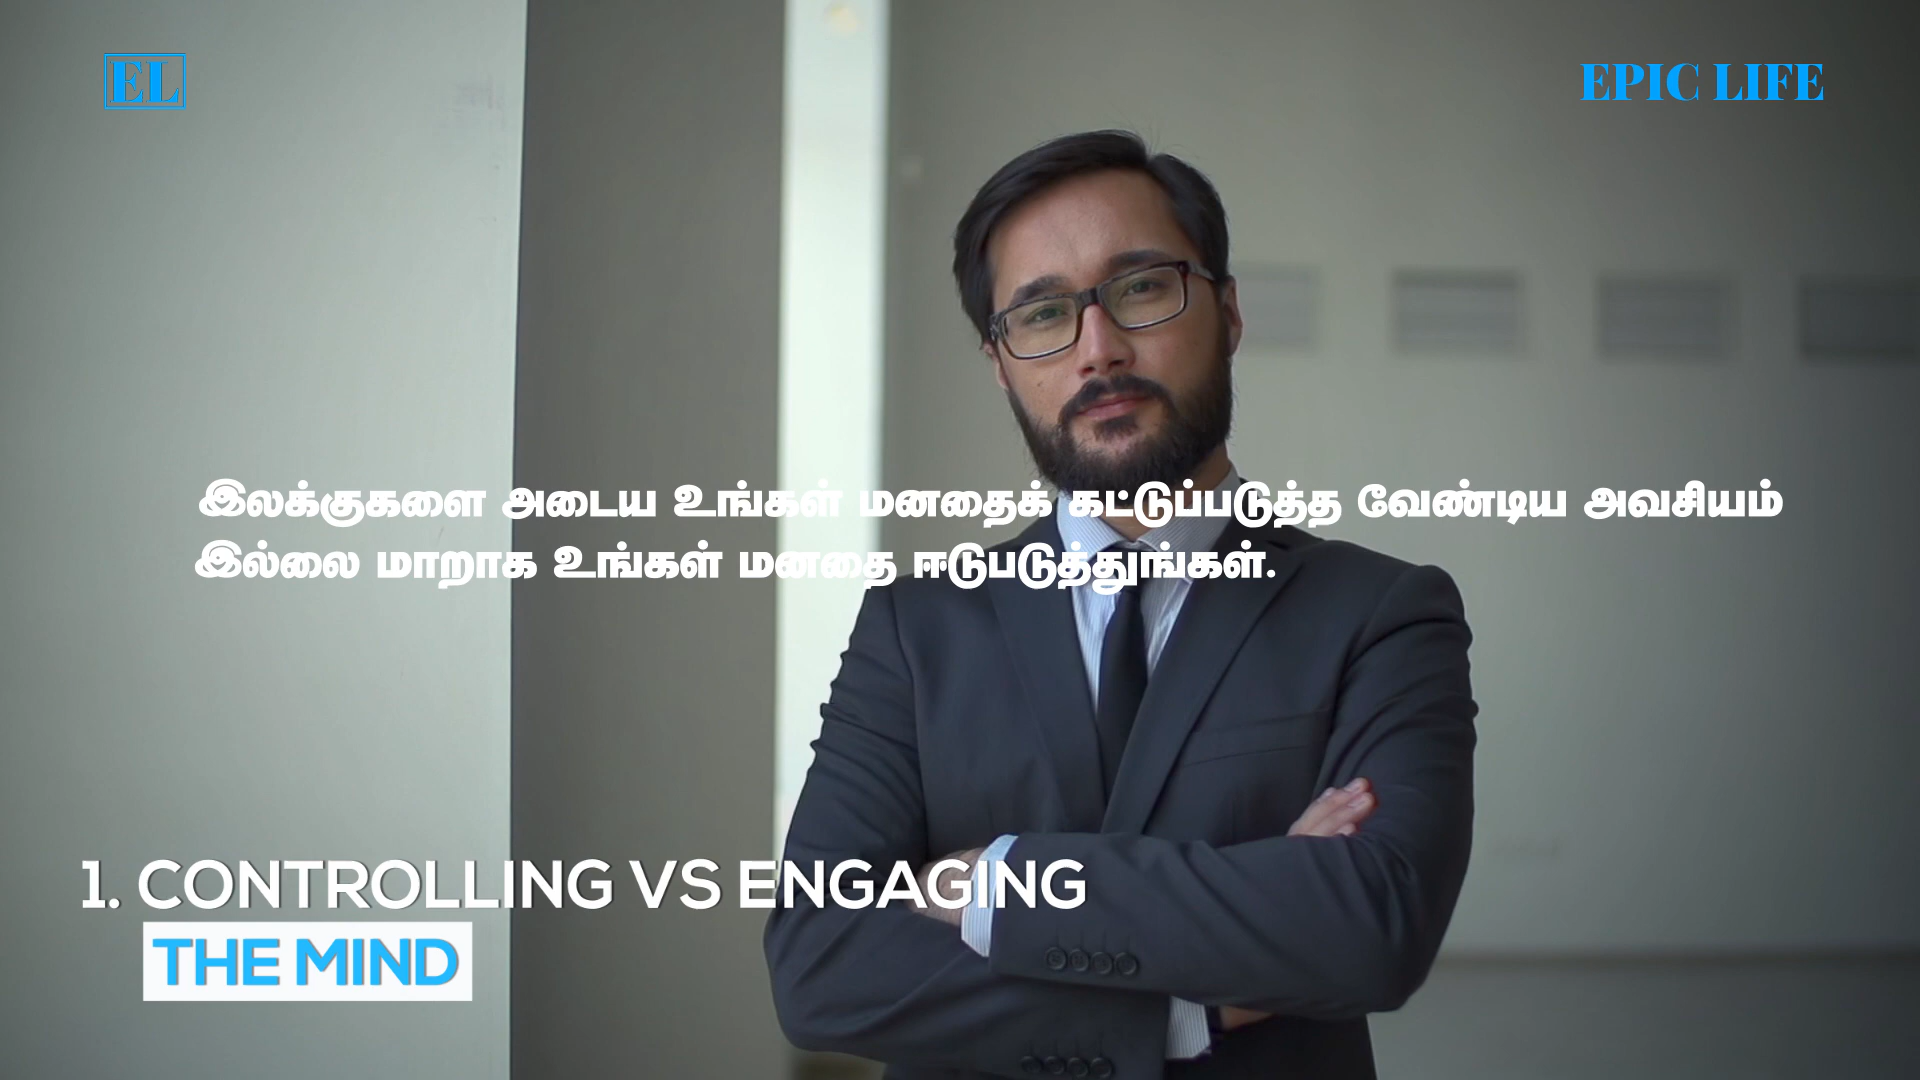 EL
EPIC LIFE
இலக்குகளை அடைய உங்கள் மனதைக் கட்டுப்படுத்த வேண்டிய அவசியம்
இல்லை மாறாக உங்கள் மனதை ஈடுபடுத்துங்கள்.
1. CONTROLLING VS ENGAGING
THE MIND